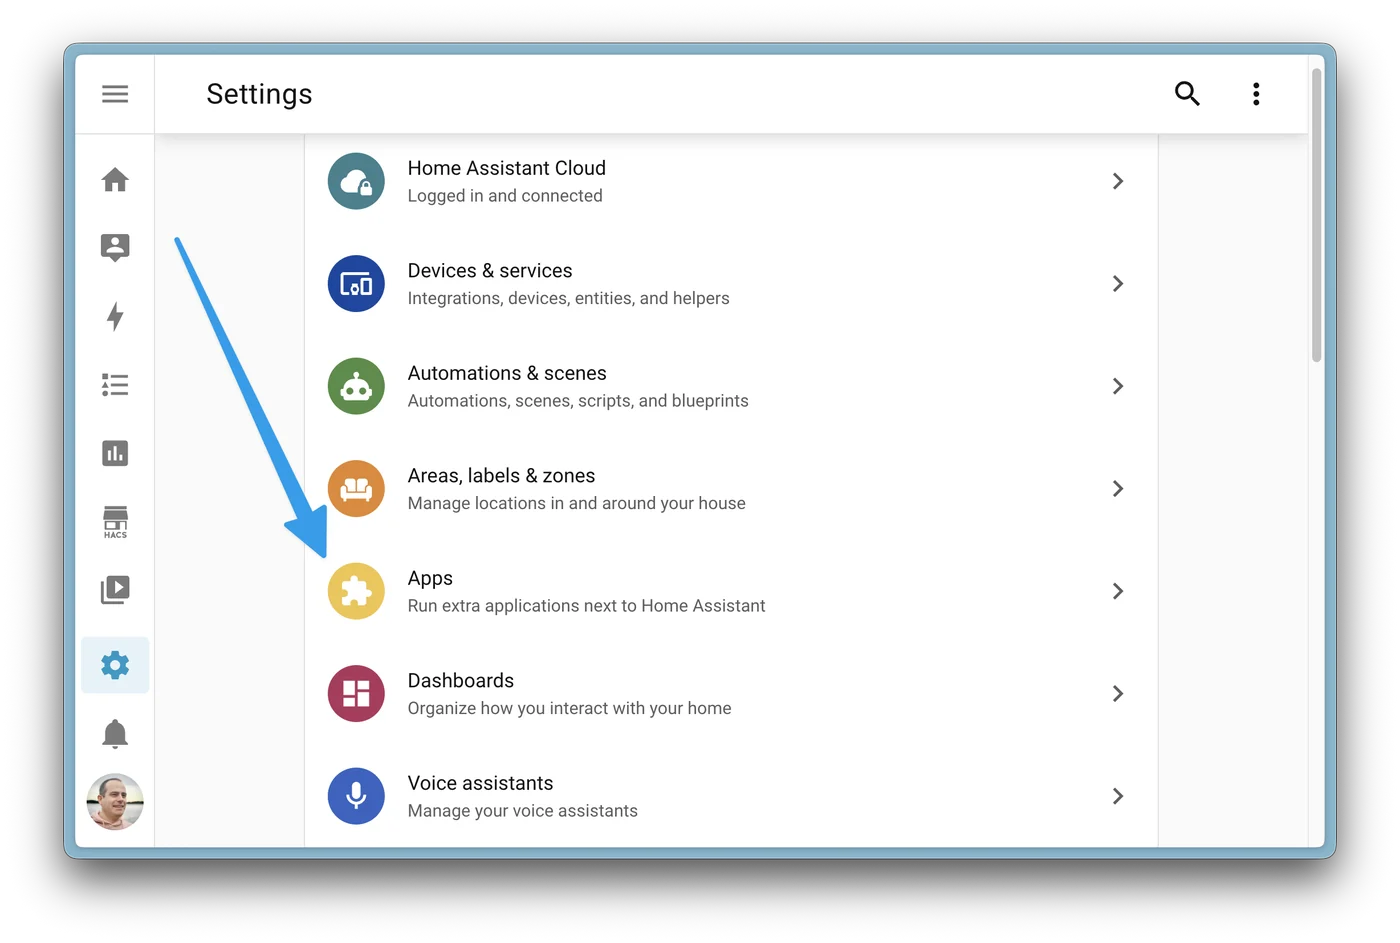 Settings
Home Assistant Cloud
Logged in and connected
Devices & services
Integrations, devices, entities, and helpers
Automations & scenes
Automations, scenes, scripts, and blueprints
Areas, labels & zones
Manage locations in and around your house
HACS
Apps
Run extra applications next to Home Assistant
Dashboards
Organize how you interact with your home
Voice assistants
Manage your voice assistants